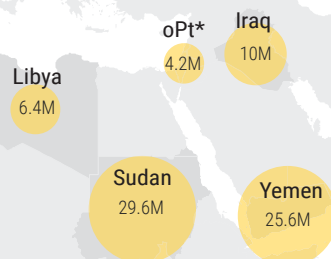 oPt*
4.2M
Iraq
10M
Libya
6.4M
Sudan
29.6M
Yemen
25.6M